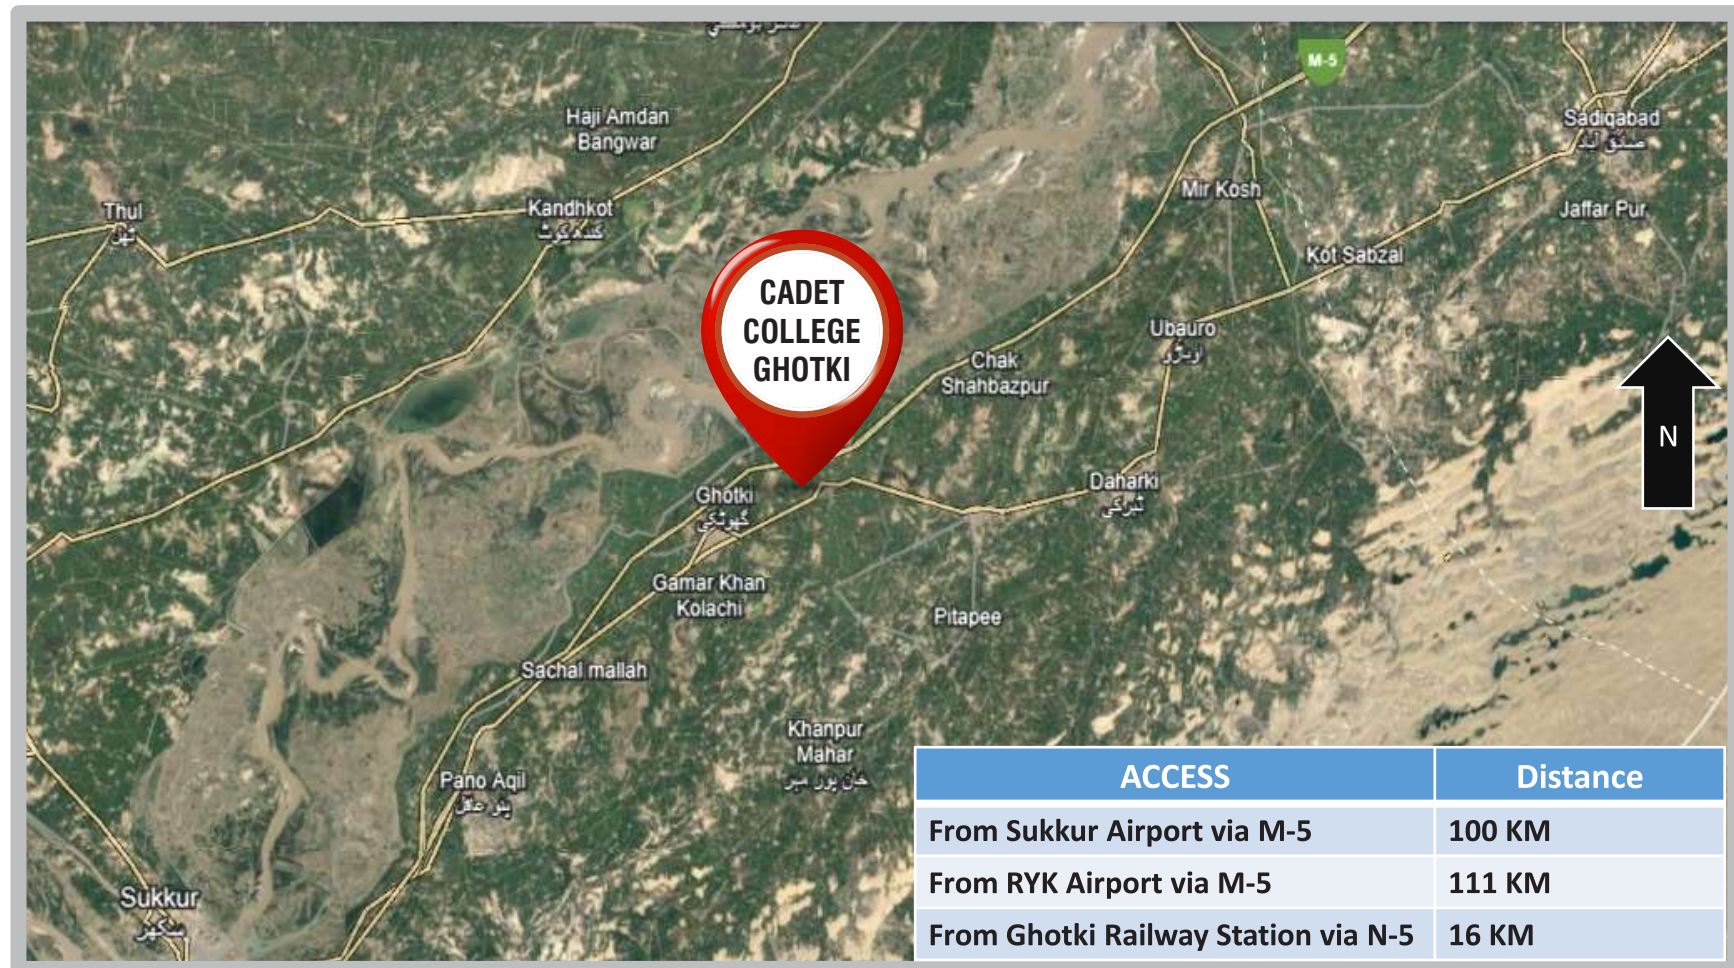 M-5
Haji Amdan
Bangwar
Sadiqabad
صادق آباد
Mir Kosh
Thul
ٺھل
Kandhkot
ڪنڌ ڪوٽ
Jaffar Pur
Kot Sabzal
CADET
COLLEGE
GHOTKI
Ubauro
اوباڑو
Chak
Shahbazpur
N
Ghotki
گھوٹکی
Daharki
ڈہرکی
Gamar Khan
Kolachi
Pitapee
Sachal mallah
Khanpur
Mahar
خان پور مہر
Pano Aqil
پنو عاقل
Sukkur
سکھر
ACCESS Distance
From Sukkur Airport via M-5 100 KM
From RYK Airport via M-5 111 KM
From Ghotki Railway Station via N-5 16 KM